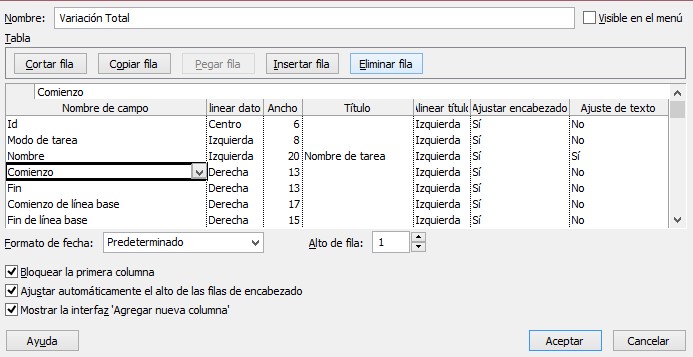 Nombre: Variación Total Visible en el menú
Tabla
Cortar fila Copiar fila Pegar fila Insertar fila Eliminar fila
Comienzo
Nombre de campo linear dato Ancho Título linear títul Ajustar encabezado Ajuste de texto
Id Centro 6 Izquierda Sí No
Modo de tarea Izquierda 8 Izquierda Sí No
Nombre Izquierda 20 Nombre de tarea Izquierda Sí Sí
Comienzo Derecha 13 Izquierda Sí No
Fin Derecha 13 Izquierda Sí No
Comienzo de línea base Derecha 17 Izquierda Sí No
Fin de línea base Derecha 15 Izquierda Sí No
Formato de fecha: Predeterminado Alto de fila: 1
Bloquear la primera columna
Ajustar automáticamente el alto de las filas de encabezado
Mostrar la interfaz 'Agregar nueva columna'
Ayuda Aceptar Cancelar